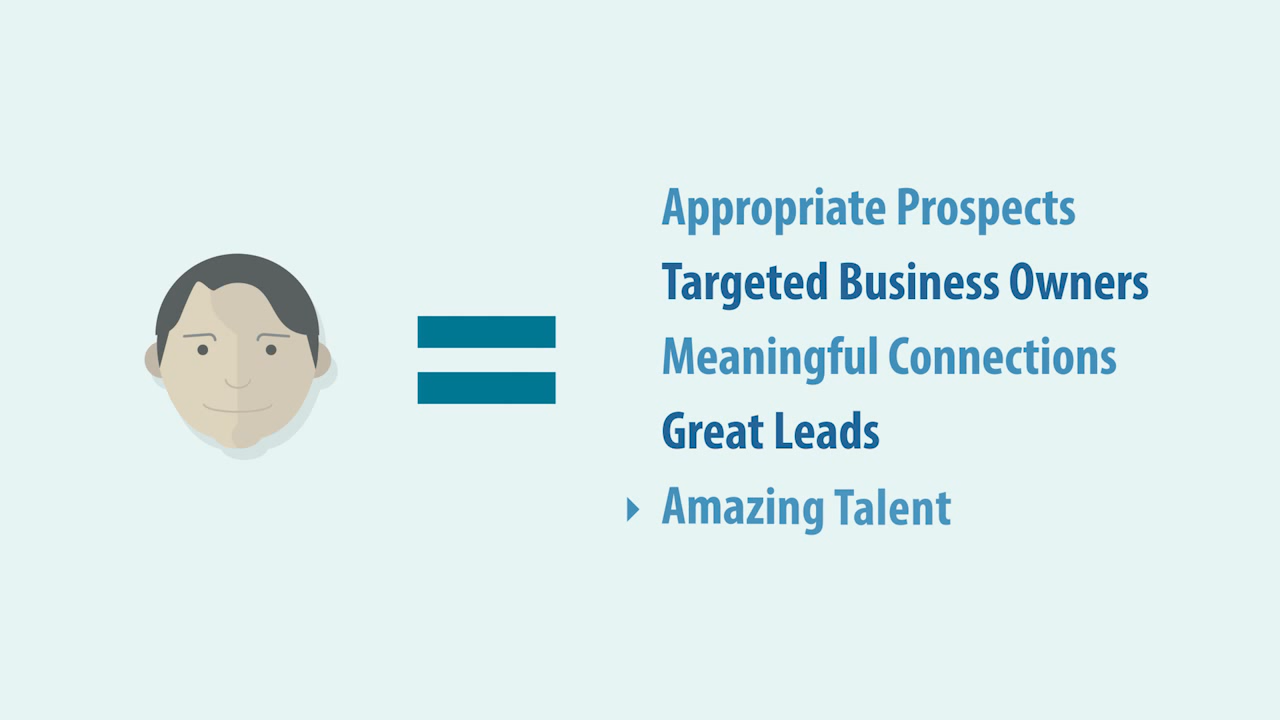 Appropriate Prospects
Targeted Business Owners
Meaningful Connections
Great Leads
Amazing Talent